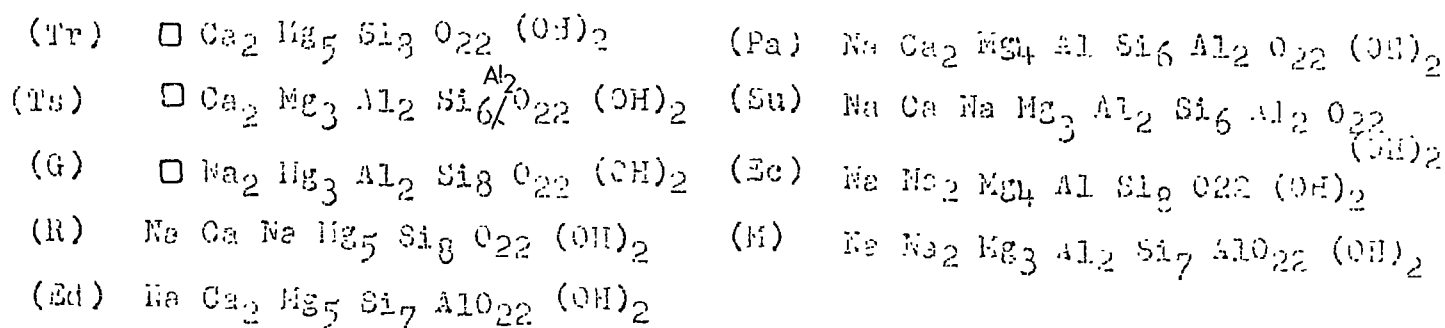 (Tr) □ Ca2 Mg5 Si8 O22 (OH)2
(Ts) □ Ca2 Mg3 Al2 Si6 Al2 O22 (OH)2
(G) □ Na2 Mg3 Al2 Si8 O22 (OH)2
(R) Na Ca Na Mg5 Si8 O22 (OH)2
(Ed) Na Ca2 Mg5 Si7 AlO22 (OH)2
(Pa) Na Ca2 Mg4 Al Si6 Al2 O22 (OH)2
(Su) Na Ca Na Mg3 Al2 Si6 Al2 O22 (OH)2
(Ec) Na Na2 Mg4 Al Si8 O22 (OH)2
(M) Na Na2 Mg3 Al2 Si7 AlO22 (OH)2